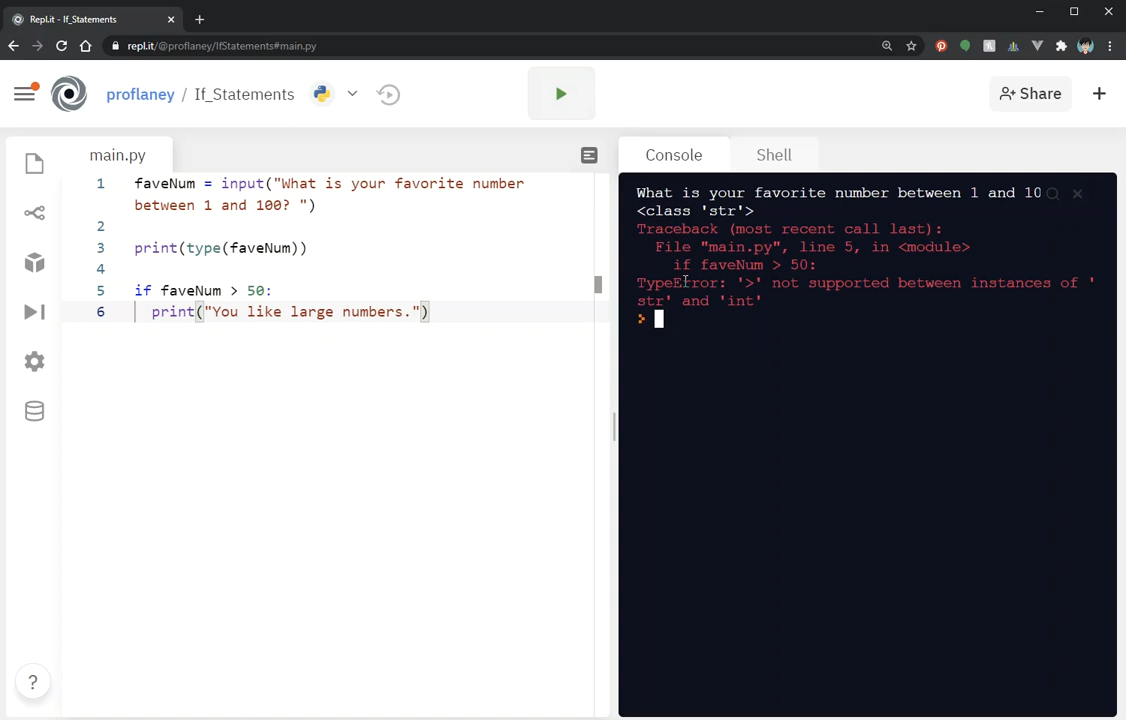 Repl.it - If_Statements
repl.it/@proflaney/IfStatements#main.py
proflaney / If_Statements
Share
main.py
1 faveNum = input("What is your favorite number
between 1 and 100? ")
2
3 print(type(faveNum))
4
5 if faveNum > 50:
6 print("You like large numbers.")
Console
Shell
What is your favorite number between 1 and 10
<class 'str'>
Traceback (most recent call last):
File "main.py", line 5, in <module>
if faveNum > 50:
TypeError: '>' not supported between instances of '
str' and 'int'
>
?